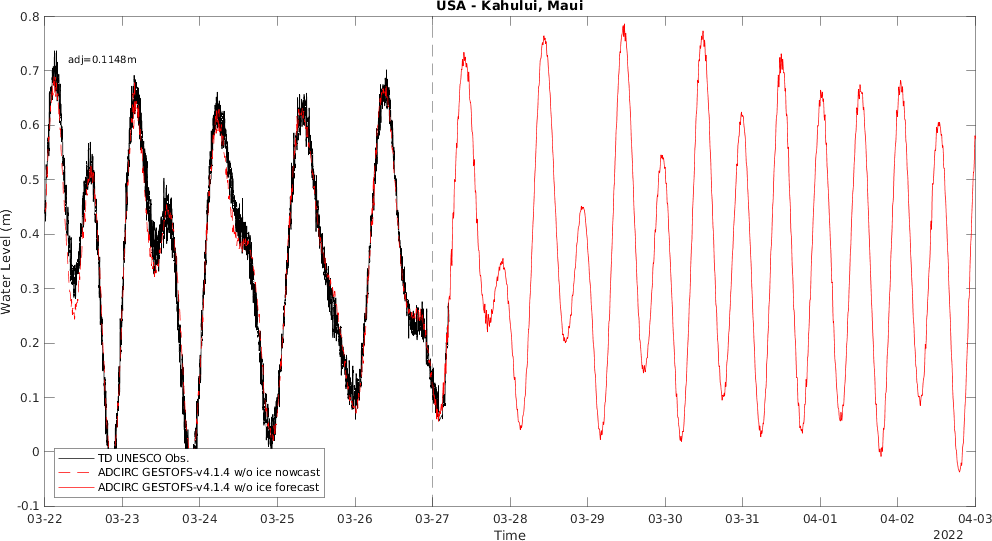 USA - Kahului, Maui
adj=0.1148m
Water Level (m)
0.8
0.7
0.6
0.5
0.4
0.3
0.2
0.1
0
-0.1
TD UNESCO Obs.
ADCIRC GESTOFS-v4.1.4 w/o ice nowcast
ADCIRC GESTOFS-v4.1.4 w/o ice forecast
03-22 03-23 03-24 03-25 03-26 03-27 03-28 03-29 03-30 03-31 04-01 04-02 04-03
Time
2022